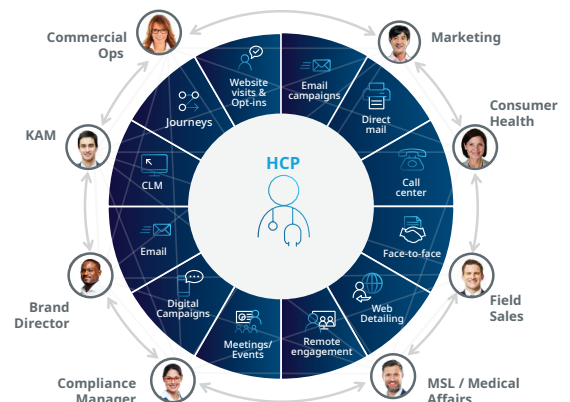 Commercial
Ops
Marketing
Consumer
Health
Field
Sales
MSL / Medical
Affairs
Compliance
Manager
Brand
Director
KAM
HCP
Email
campaigns
Direct
mail
Call
center
Face-to-face
Web
Detailing
Remote
engagement
Meetings/
Events
Digital
Campaigns
Email
CLM
Journeys
Website
visits &
Opt-ins